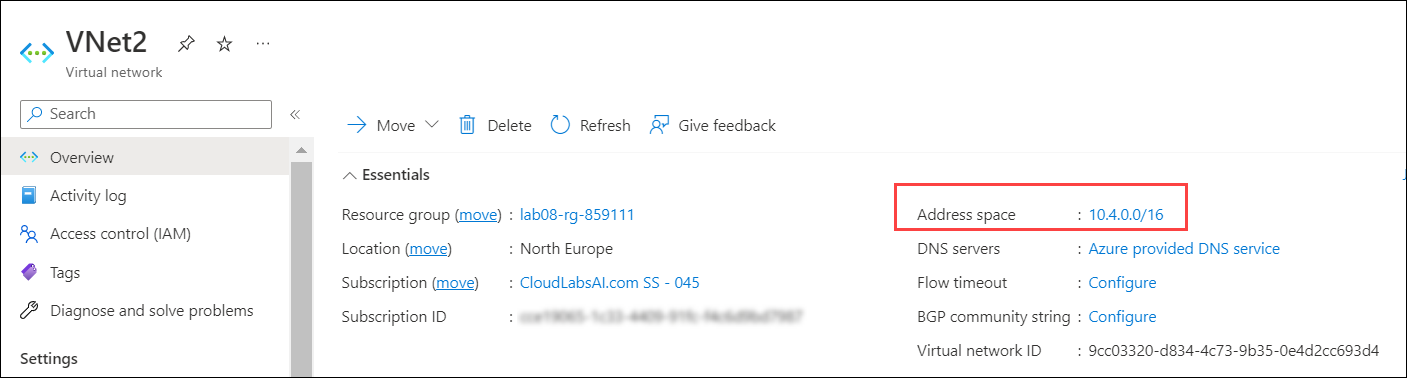 VNet2
Virtual network
Search
Overview
Activity log
Access control (IAM)
Tags
Diagnose and solve problems
Settings
Move
Delete
Refresh
Give feedback
Essentials
Resource group (move) : lab08-rg-859111
Location (move) : North Europe
Subscription (move) : CloudLabsAI.com SS - 045
Subscription ID :
Address space : 10.4.0.0/16
DNS servers : Azure provided DNS service
Flow timeout : Configure
BGP community string : Configure
Virtual network ID : 9cc03320-d834-4c73-9b35-0e4d2cc693d4